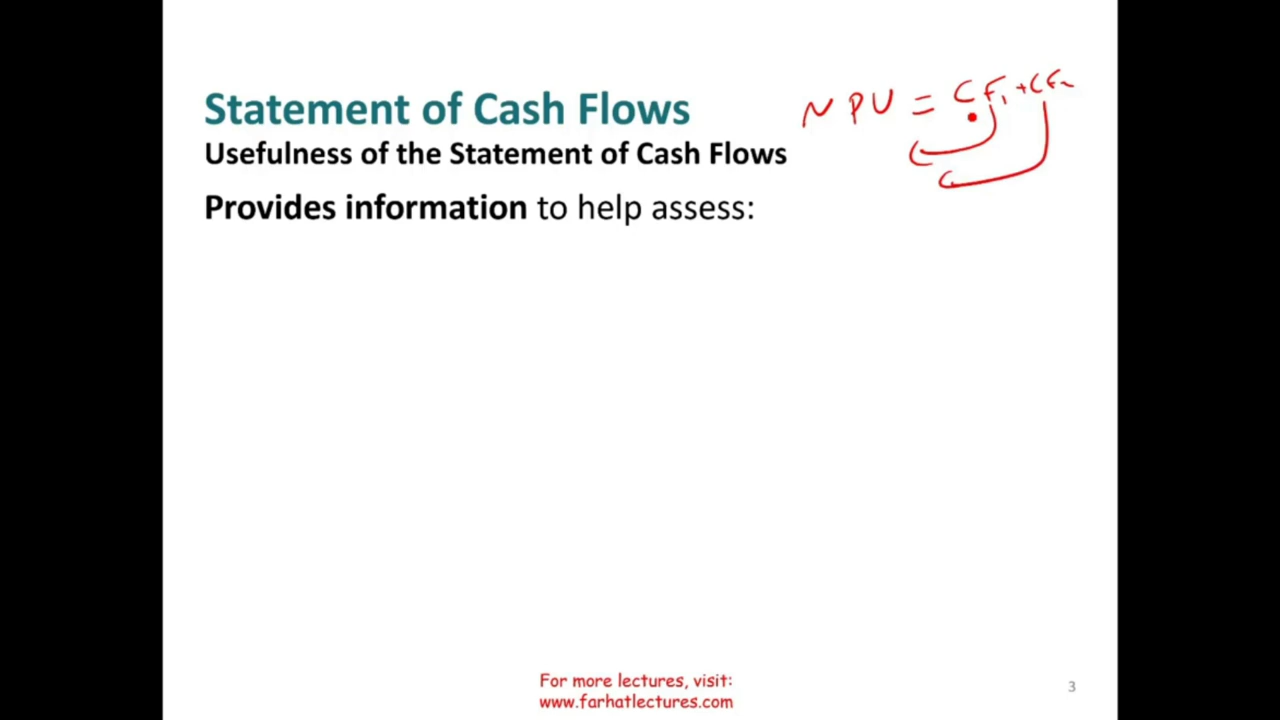 Statement of Cash Flows
NPU = CF1 + CF2
Usefulness of the Statement of Cash Flows
Provides information to help assess:
For more lectures, visit:
www.farhatlectures.com
3